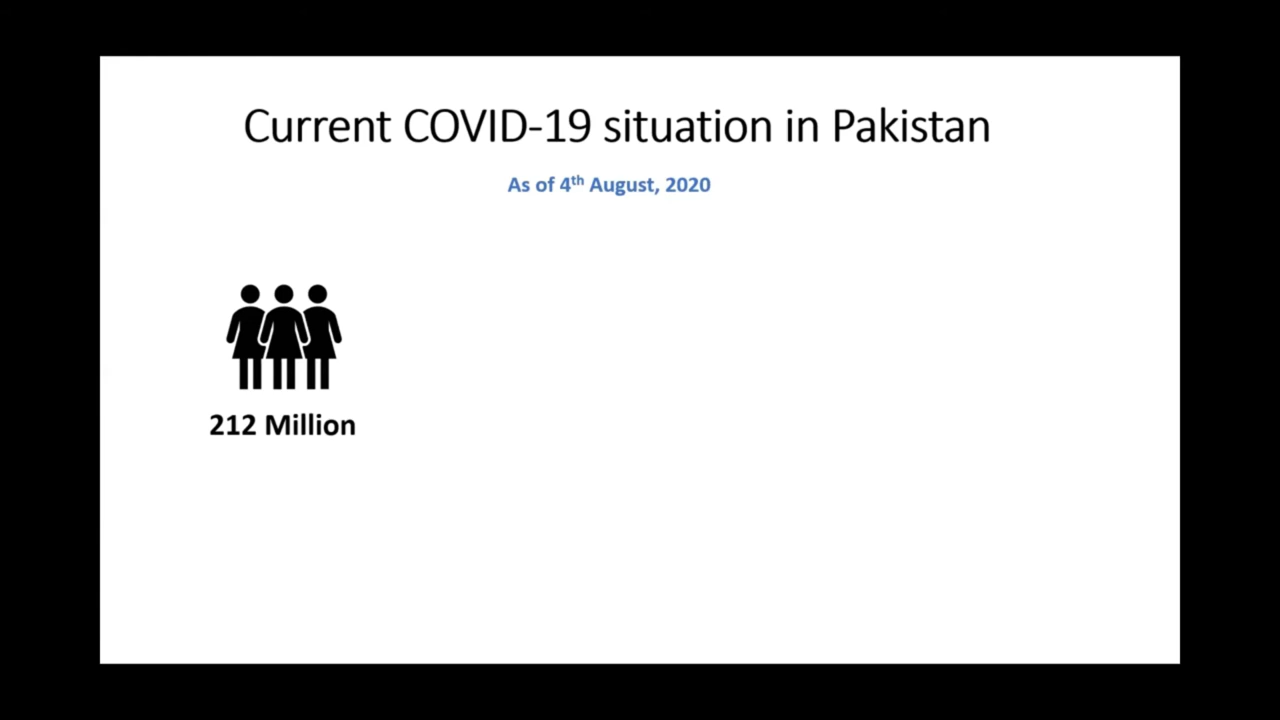 Current COVID-19 situation in Pakistan
As of 4th August, 2020
212 Million